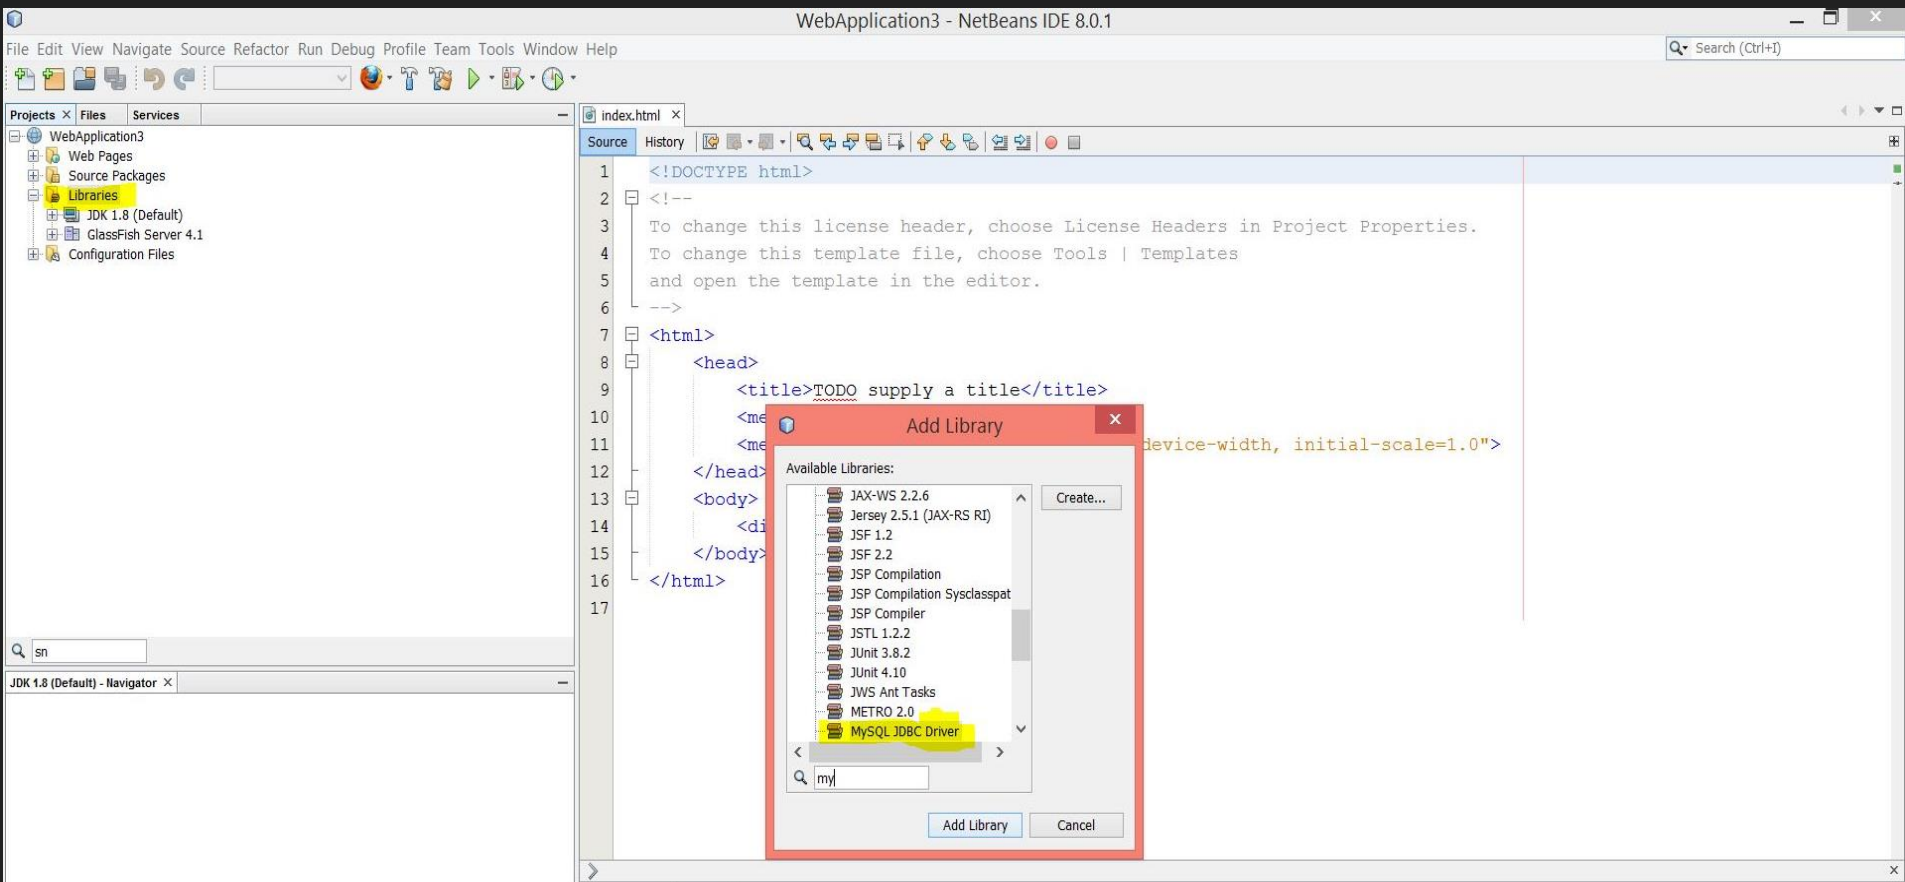 WebApplication3 - NetBeans IDE 8.0.1
File Edit View Navigate Source Refactor Run Debug Profile Team Tools Window Help
Search (Ctrl+I)
Projects Files Services
WebApplication3
Web Pages
Source Packages
Libraries
JDK 1.8 (Default)
GlassFish Server 4.1
Configuration Files
sn
JDK 1.8 (Default) - Navigator
index.html
Source History
1 <!DOCTYPE html>
2 <!--
3 To change this license header, choose License Headers in Project Properties.
4 To change this template file, choose Tools | Templates
5 and open the template in the editor.
6 -->
7 <html>
8 <head>
9 <title>TODO supply a title</title>
10 <me
11 <me device-width, initial-scale=1.0">
12 </head>
13 <body>
14 <di
15 </body>
16 </html>
17
Add Library
Available Libraries:
JAX-WS 2.2.6
Jersey 2.5.1 (JAX-RS RI)
JSF 1.2
JSF 2.2
JSP Compilation
JSP Compilation Sysclasspat
JSP Compiler
JSTL 1.2.2
JUnit 3.8.2
JUnit 4.10
JWS Ant Tasks
METRO 2.0
MySQL JDBC Driver
my
Create...
Add Library Cancel